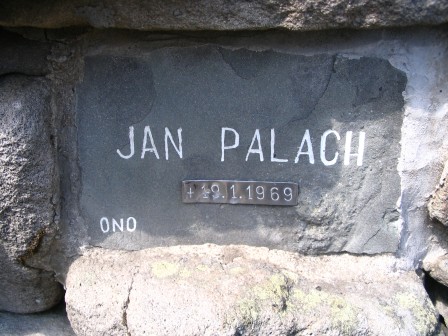 JAN PALACH
+ 19.1.1969
ONO